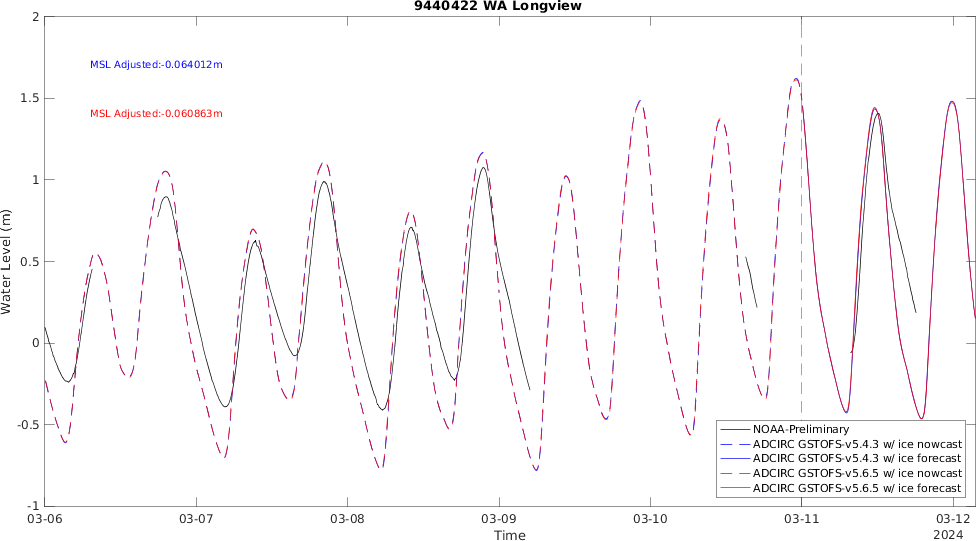 9440422 WA Longview
MSL Adjusted:-0.064012m
MSL Adjusted:-0.060863m
Water Level (m)
2
1.5
1
0.5
0
-0.5
-1
NOAA-Preliminary
ADCIRC GSTOFS-v5.4.3 w/ ice nowcast
ADCIRC GSTOFS-v5.4.3 w/ ice forecast
ADCIRC GSTOFS-v5.6.5 w/ ice nowcast
ADCIRC GSTOFS-v5.6.5 w/ ice forecast
03-06 03-07 03-08 03-09 03-10 03-11 03-12
Time
2024